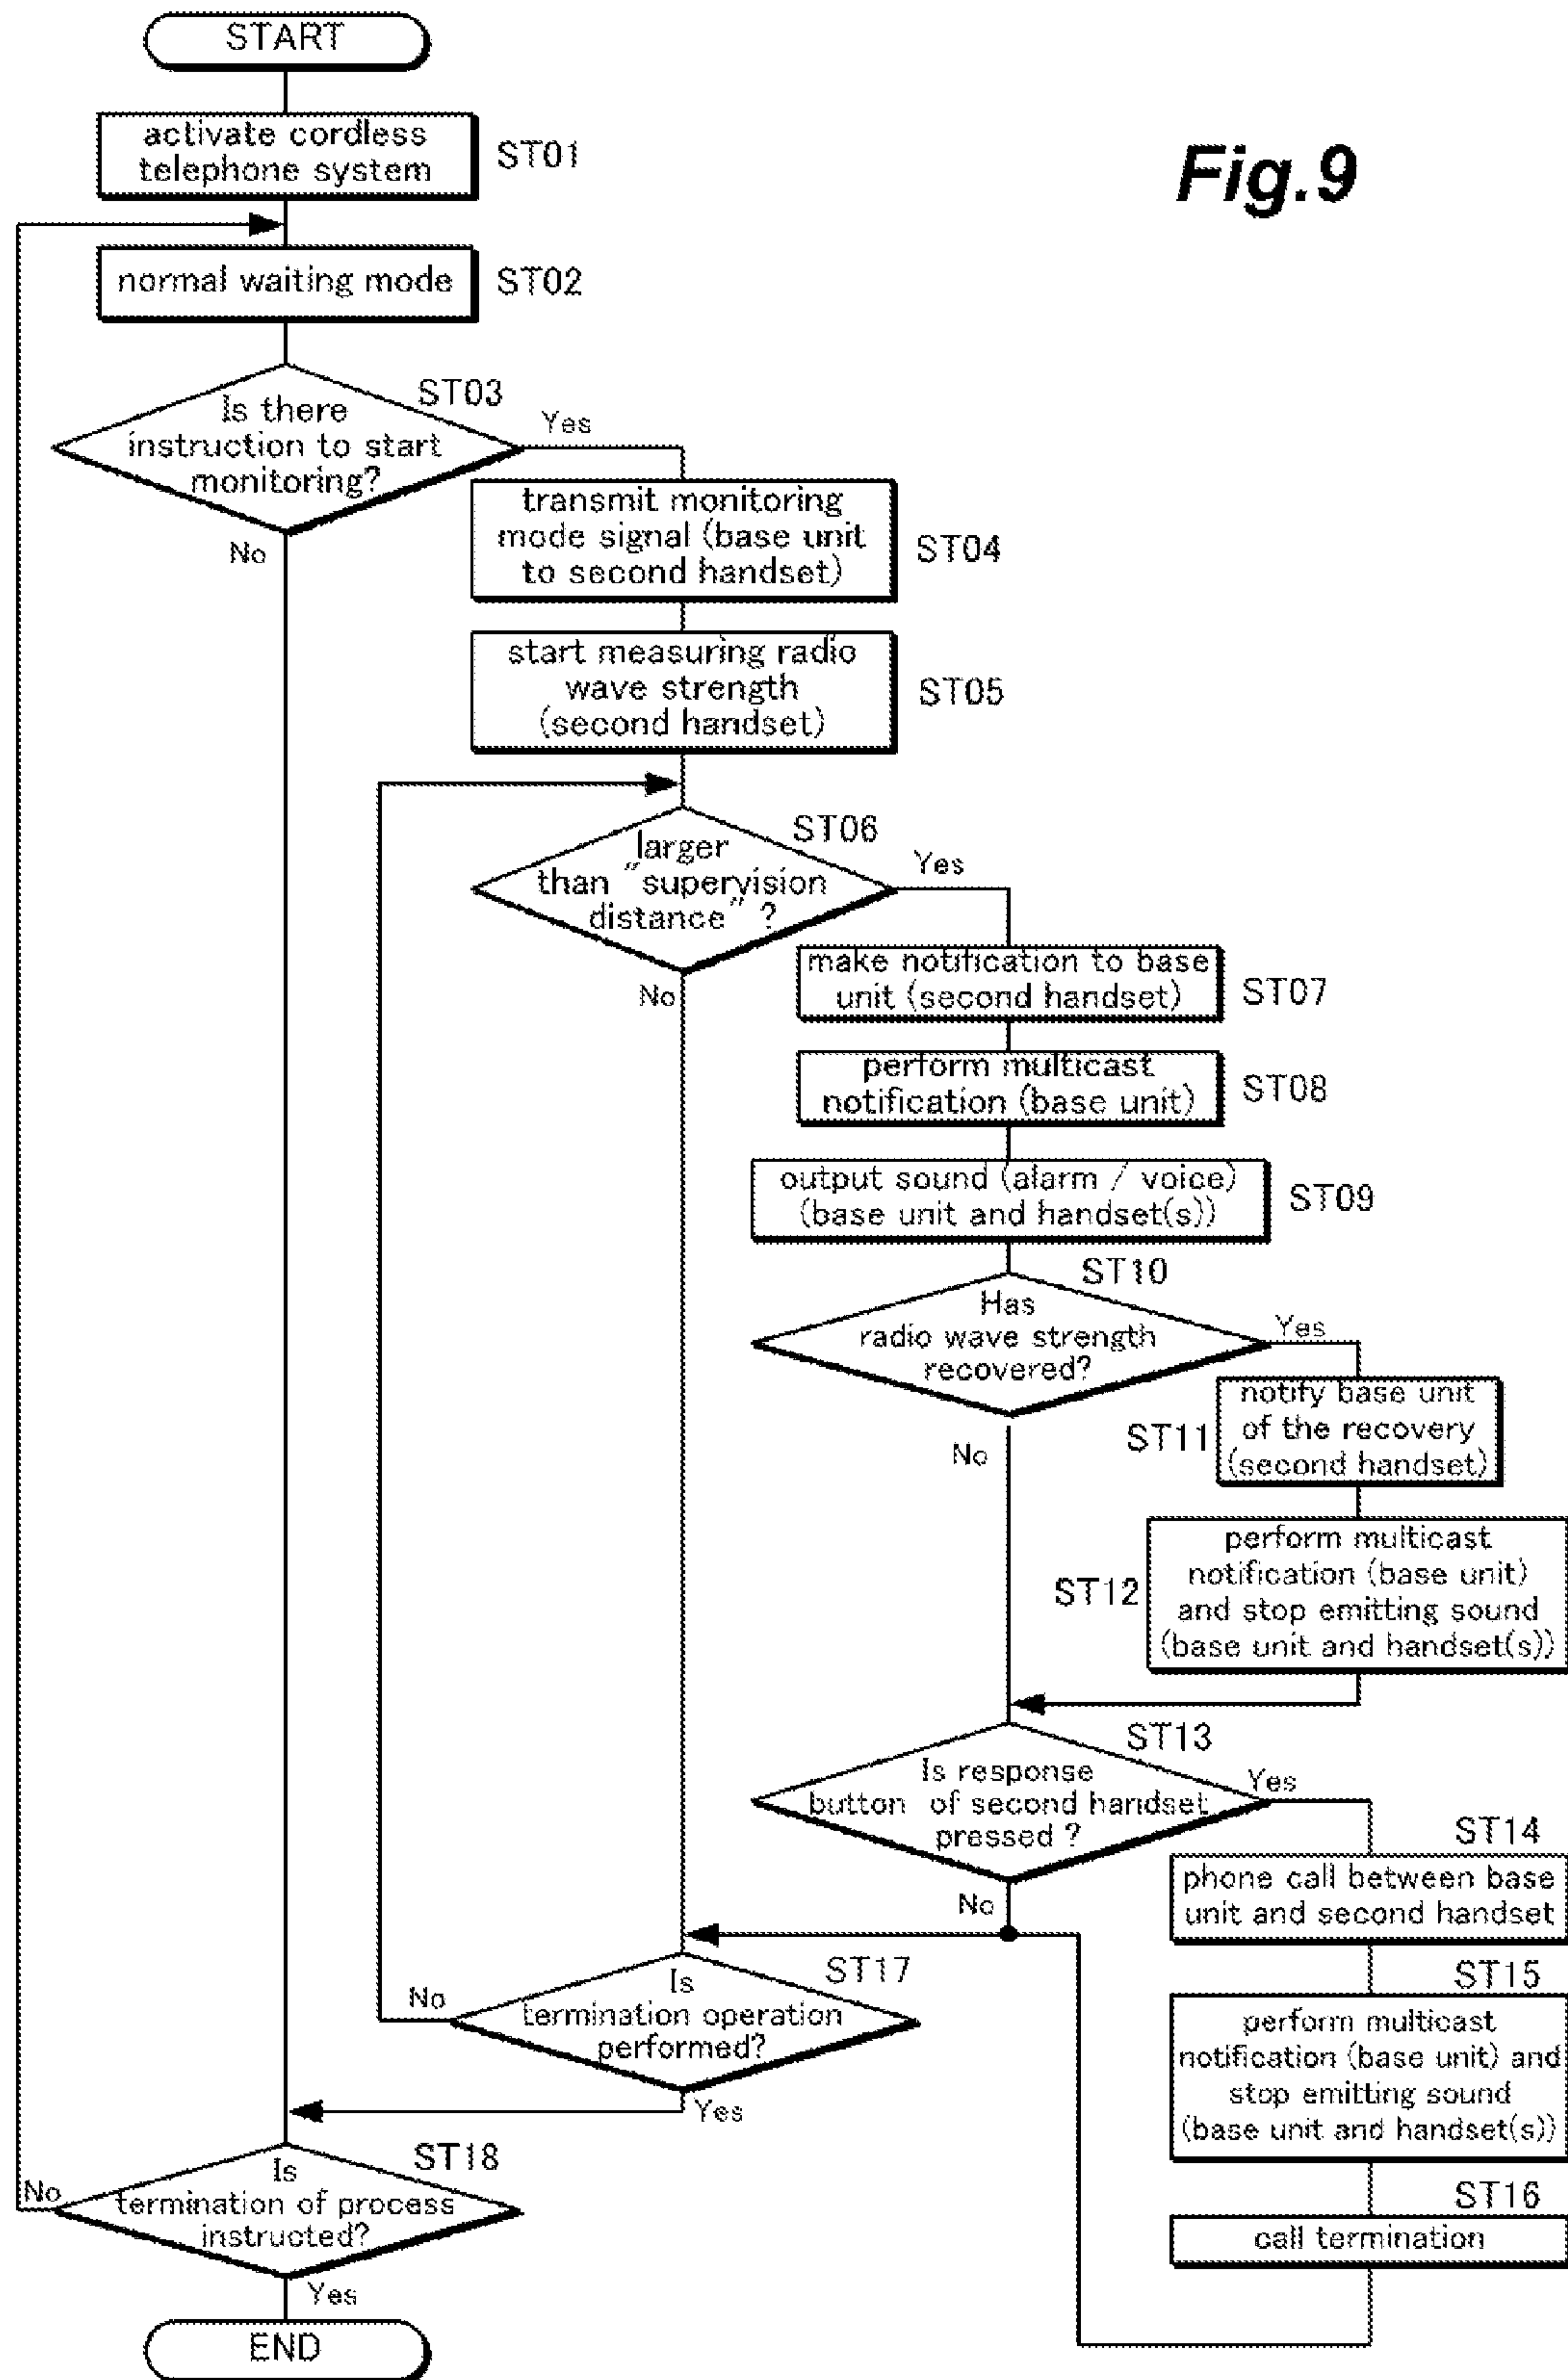 START
Fig.9
activate cordless
telephone system
ST01
normal waiting mode
ST02
ST03
Is there
instruction to start
monitoring?
Yes
No
transmit monitoring
mode signal (base unit
to second handset)
ST04
start measuring radio
wave strength
(second handset)
ST05
ST06
larger
than "supervision
distance" ?
Yes
No
make notification to base
unit (second handset)
ST07
perform multicast
notification (base unit)
ST08
output sound (alarm / voice)
(base unit and handset(s))
ST09
ST10
Has
radio wave strength
recovered?
Yes
No
notify base unit
of the recovery
(second handset)
ST11
perform multicast
notification (base unit)
and stop emitting sound
(base unit and handset(s))
ST12
ST13
Is response
button of second handset
pressed ?
Yes
No
ST14
phone call between base
unit and second handset
ST15
perform multicast
notification (base unit) and
stop emitting sound
(base unit and handset(s))
ST16
call termination
ST17
Is
termination operation
performed?
No
Yes
ST18
Is
termination of process
instructed?
No
Yes
END